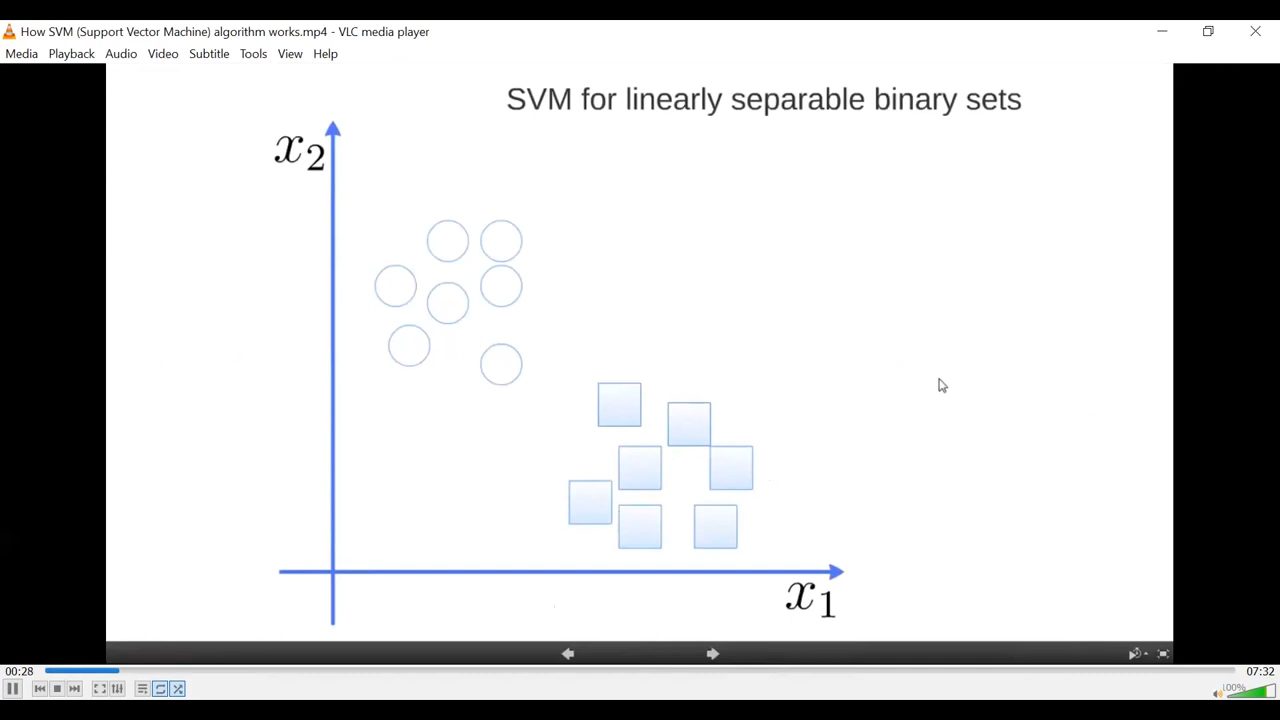 How SVM (Support Vector Machine) algorithm works.mp4 - VLC media player
Media Playback Audio Video Subtitle Tools View Help
SVM for linearly separable binary sets
x₂
x₁
00:28 07:32
100%